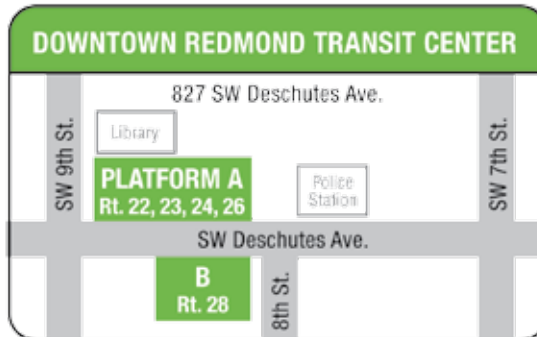 DOWNTOWN REDMOND TRANSIT CENTER
827 SW Deschutes Ave.
Library
SW 9th St.
PLATFORM A
Rt. 22, 23, 24, 26
Police
Station
SW 7th St.
SW Deschutes Ave.
B
Rt. 28
8th St.